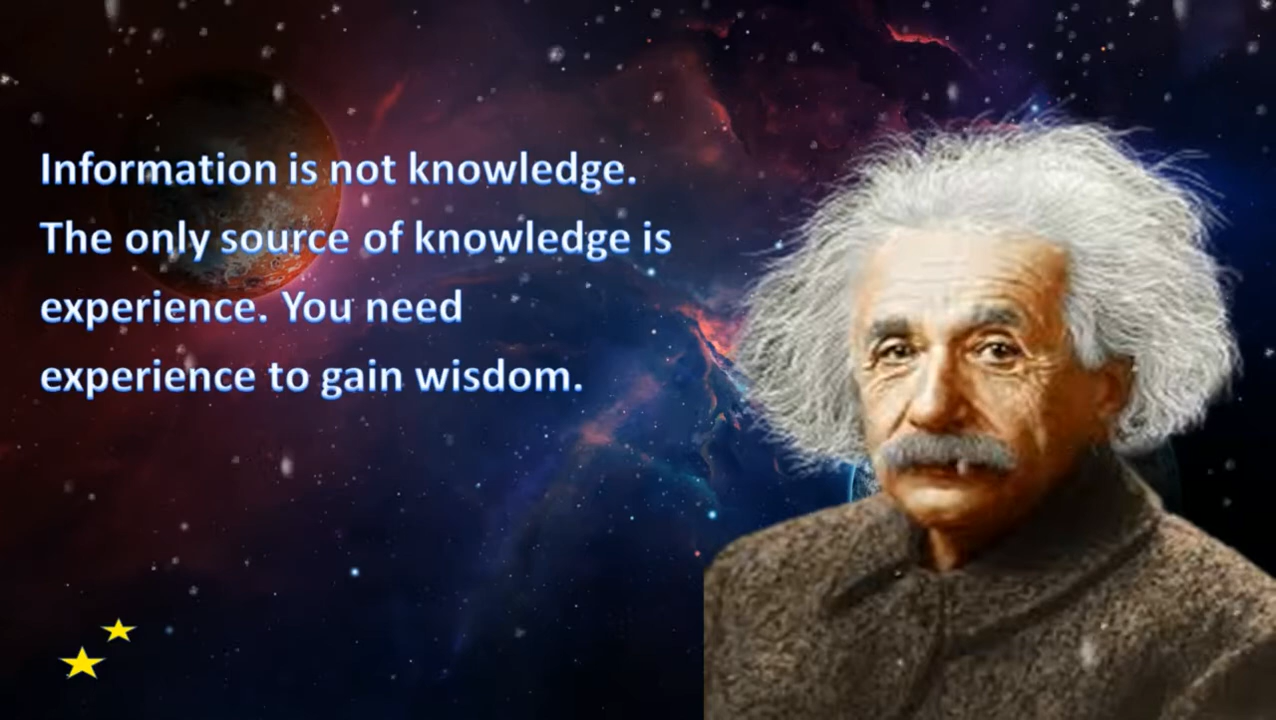 Information is not knowledge.
The only source of knowledge is
experience. You need
experience to gain wisdom.